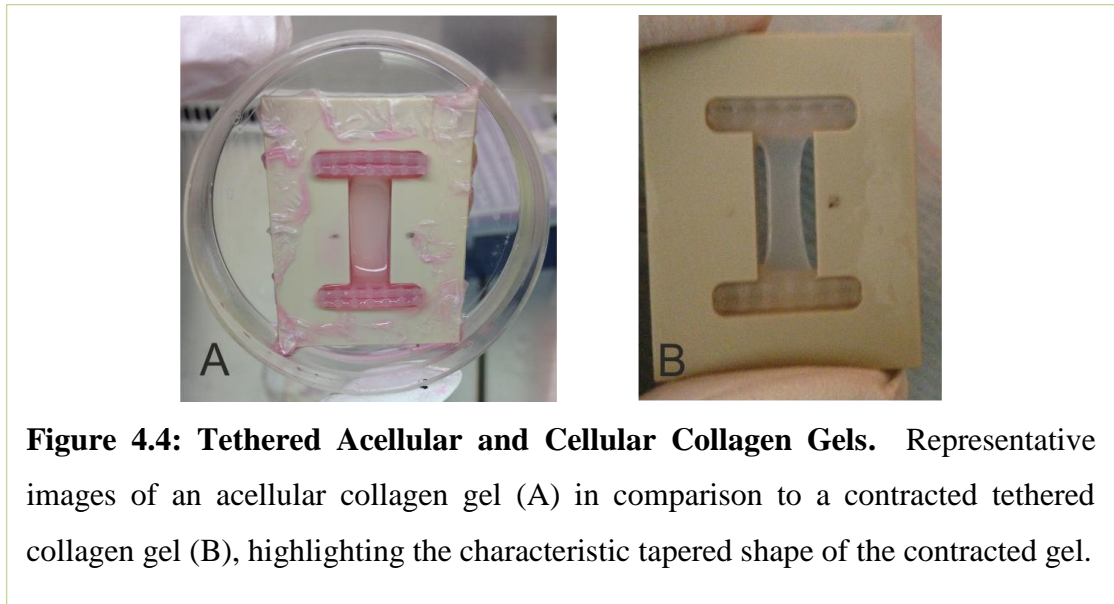 A
B
Figure 4.4: Tethered Acellular and Cellular Collagen Gels. Representative
images of an acellular collagen gel (A) in comparison to a contracted tethered
collagen gel (B), highlighting the characteristic tapered shape of the contracted gel.